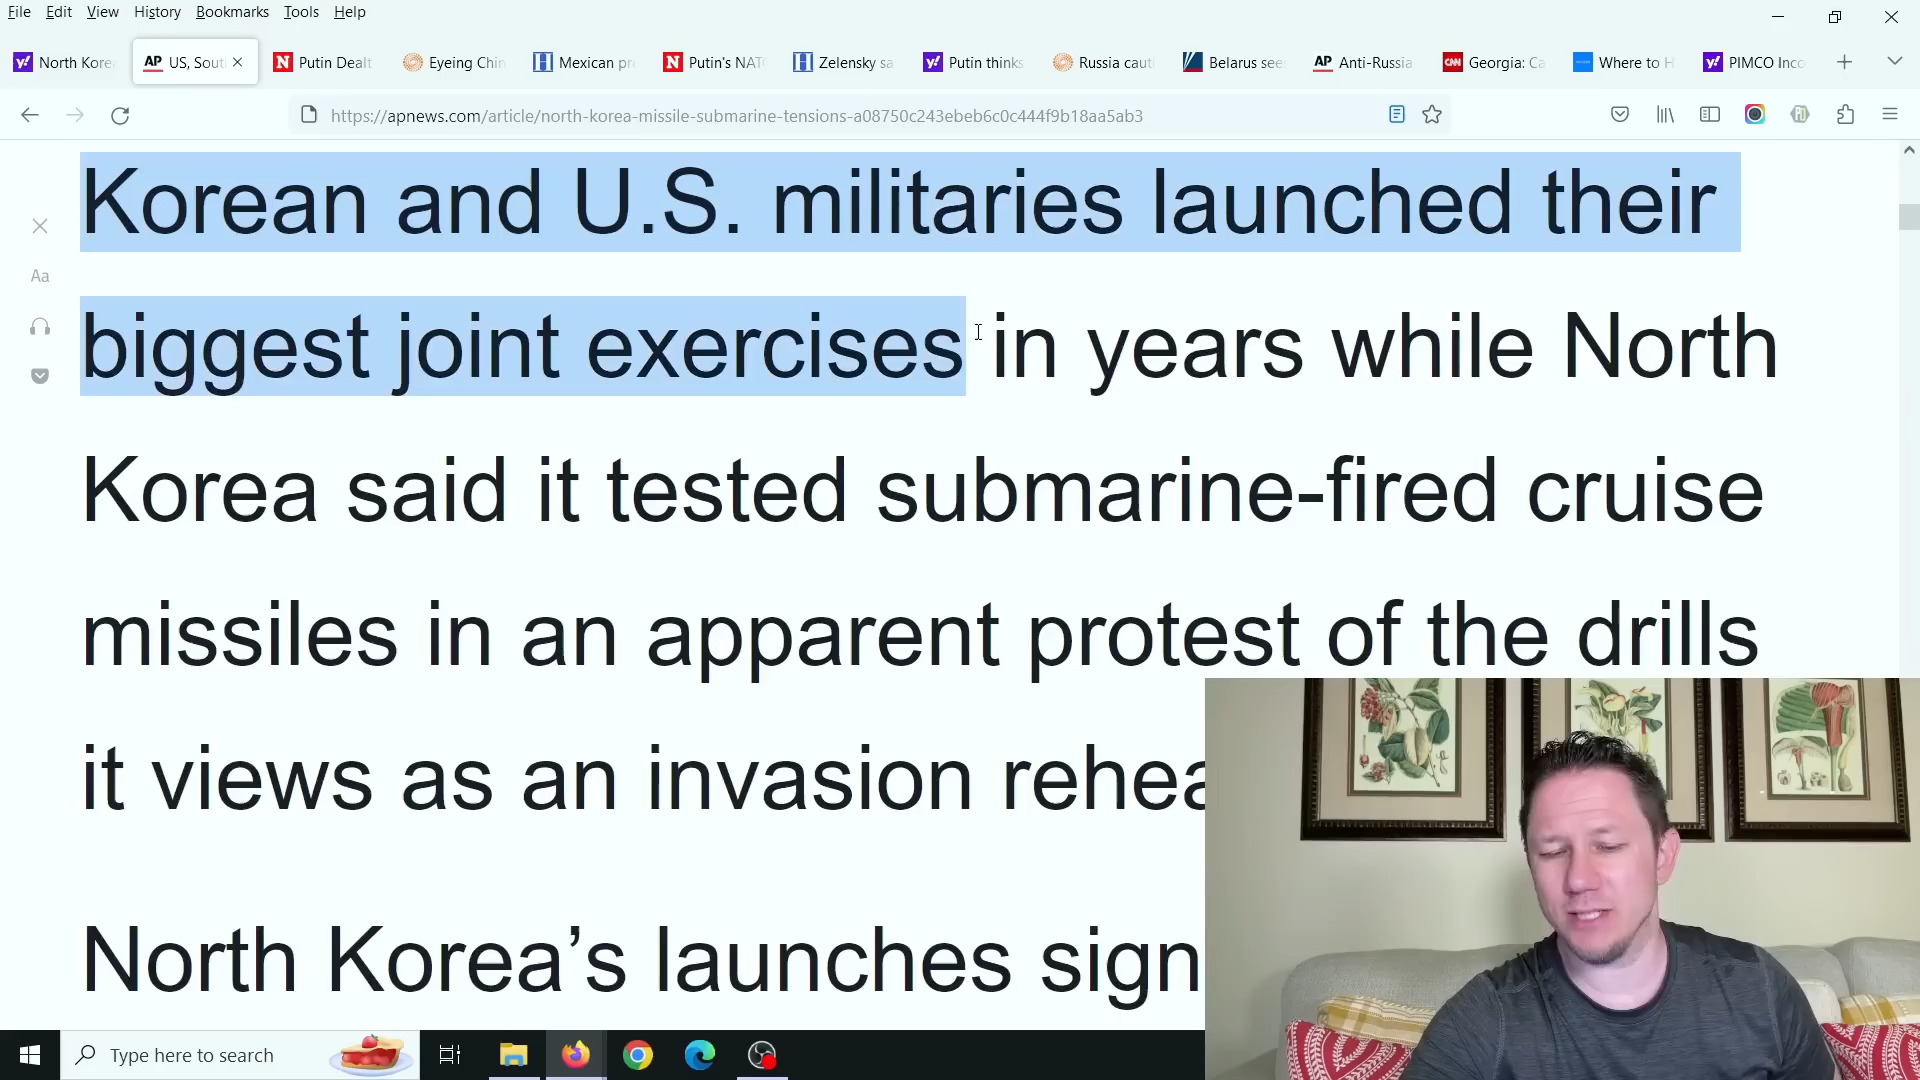 File Edit View History Bookmarks Tools Help
y! North Kore
AP US, Sout
N Putin Dealt
Eyeing Chin
H Mexican pr
N Putin's NAT
H Zelensky sa
y! Putin thinks
Russia caut
Belarus see
AP Anti-Russia
CNN Georgia: Ca
Where to H
y! PIMCO Inco
https://apnews.com/article/north-korea-missile-submarine-tensions-a08750c243ebeb6c0c444f9b18aa5ab3
Aa
Korean and U.S. militaries launched their
biggest joint exercises in years while North
Korea said it tested submarine-fired cruise
missiles in an apparent protest of the drills
it views as an invasion rehea
North Korea’s launches sign
Type here to search